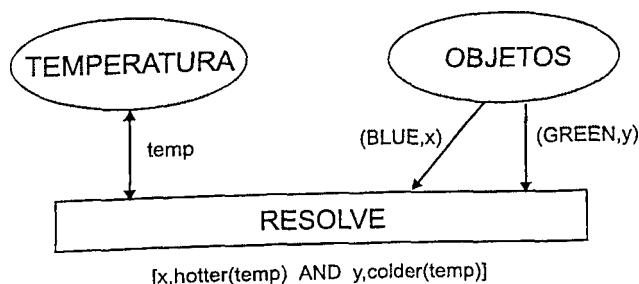 TEMPERATURA
OBJETOS
temp
(BLUE,x)
(GREEN,y)
RESOLVE
[x,hotter(temp) AND y,colder(temp)]